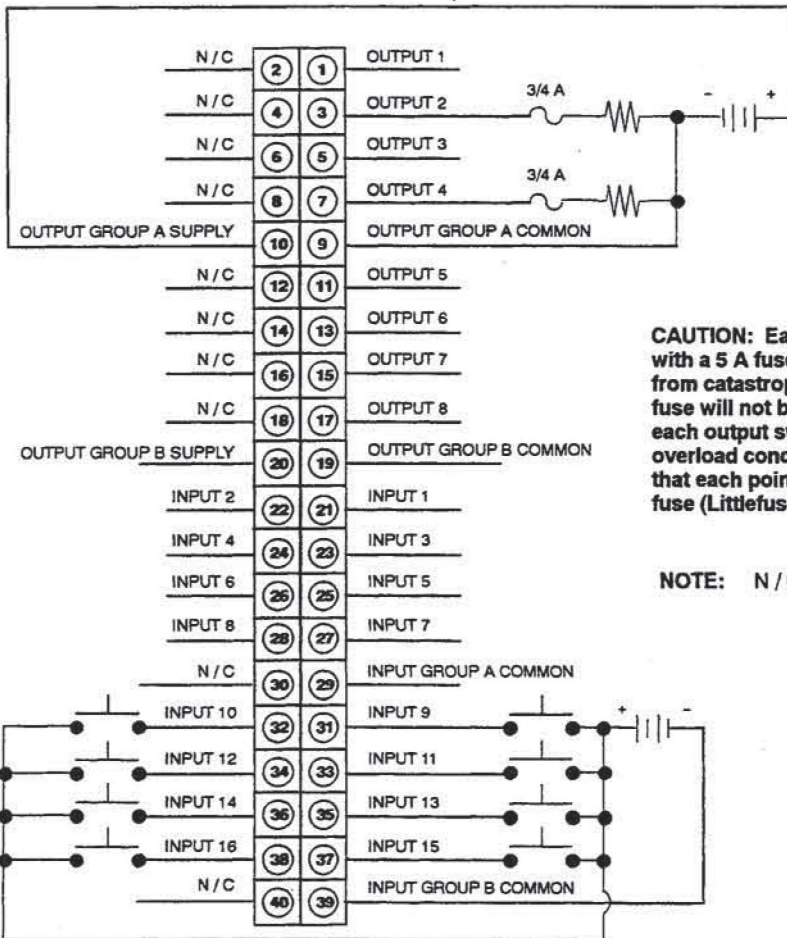 N/C 2 1 OUTPUT 1
N/C 4 3 OUTPUT 2 3/4 A - +
N/C 6 5 OUTPUT 3
N/C 8 7 OUTPUT 4 3/4 A
OUTPUT GROUP A SUPPLY 10 9 OUTPUT GROUP A COMMON
N/C 12 11 OUTPUT 5
N/C 14 13 OUTPUT 6
N/C 16 15 OUTPUT 7
N/C 18 17 OUTPUT 8
OUTPUT GROUP B SUPPLY 20 19 OUTPUT GROUP B COMMON
INPUT 2 22 21 INPUT 1
INPUT 4 24 23 INPUT 3
INPUT 6 26 25 INPUT 5
INPUT 8 28 27 INPUT 7
N/C 30 29 INPUT GROUP A COMMON
INPUT 10 32 31 INPUT 9 + -
INPUT 12 34 33 INPUT 11
INPUT 14 36 35 INPUT 13
INPUT 16 38 37 INPUT 15
N/C 40 39 INPUT GROUP B COMMON
CAUTION:
with a 5 A
from
fuse will not
each output
overload
that each
fuse
NOTE: N/